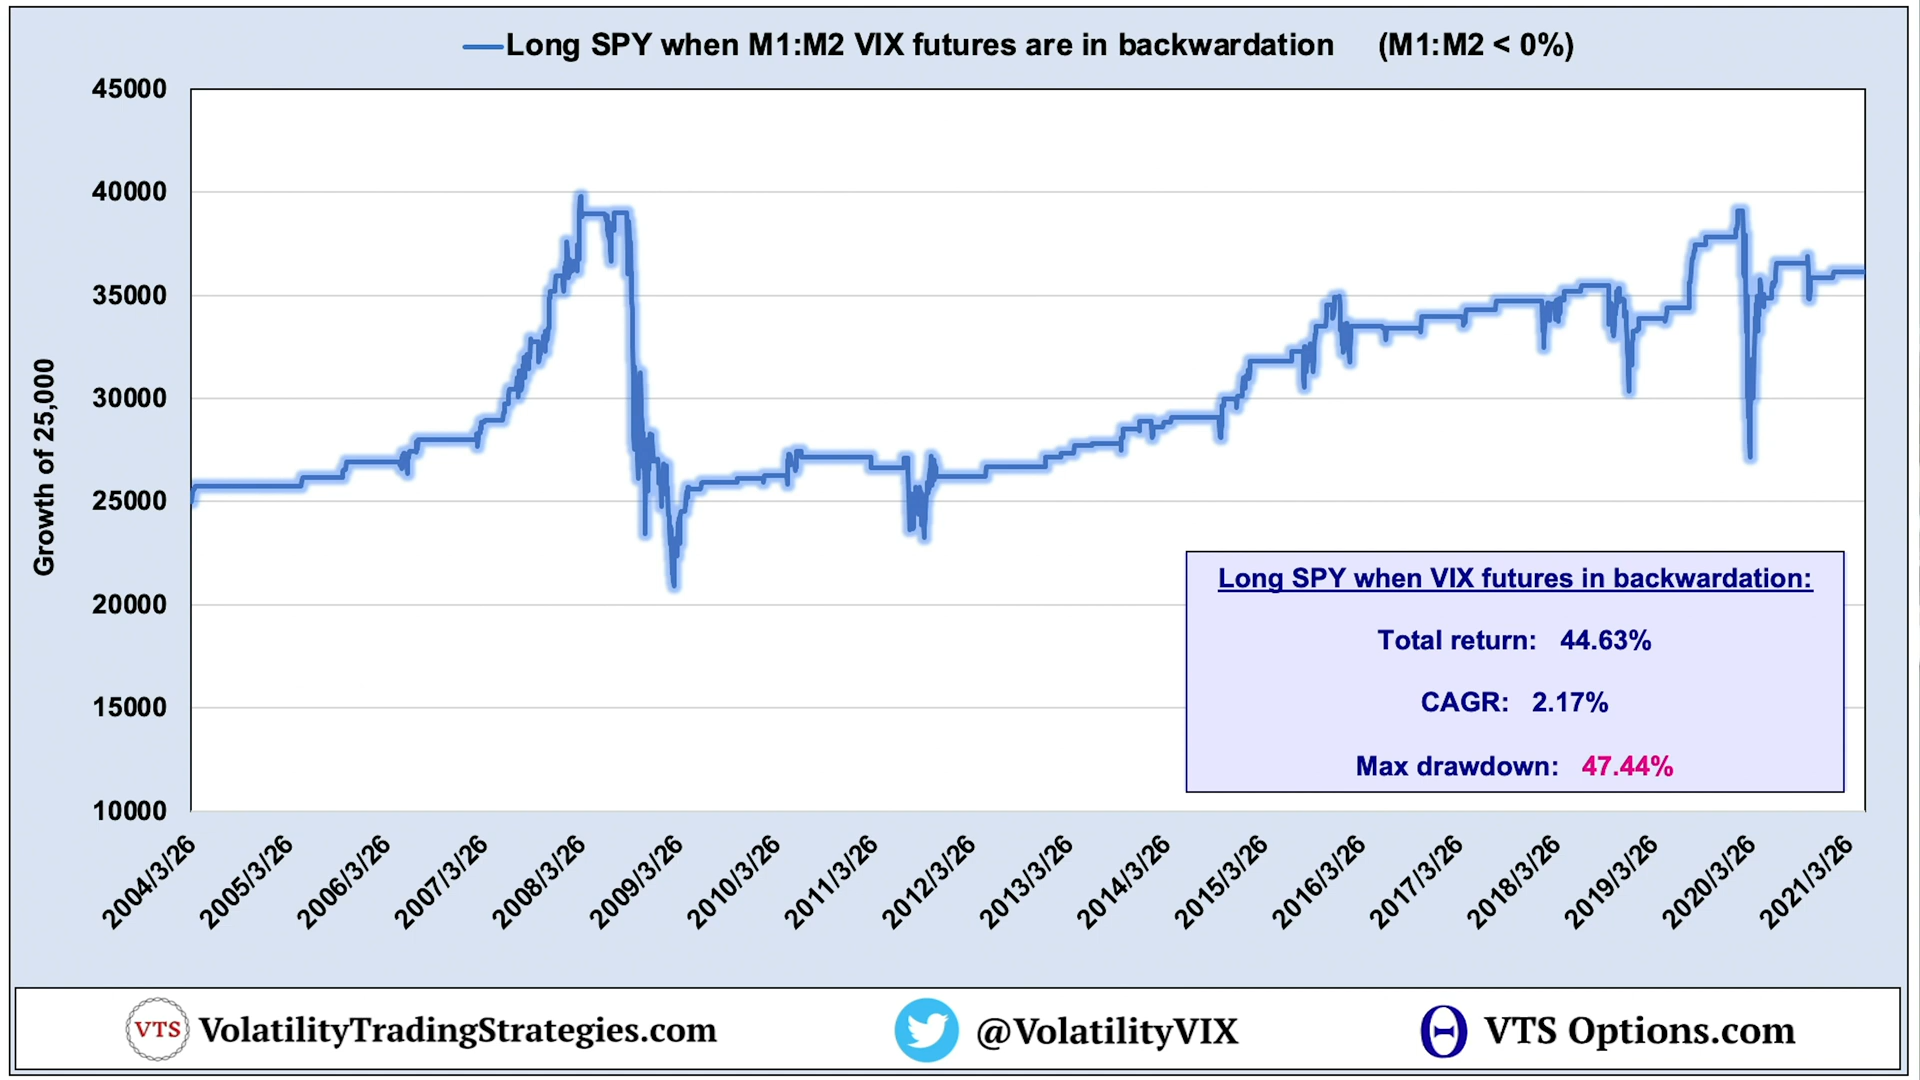 Long SPY when M1:M2 VIX futures are in backwardation (M1:M2 < 0%)
45000
40000
35000
30000
25000
20000
15000
10000
Growth of 25,000
Long SPY when VIX futures in backwardation:
Total return: 44.63%
CAGR: 2.17%
Max drawdown: 47.44%
2004/3/26
2005/3/26
2006/3/26
2007/3/26
2008/3/26
2009/3/26
2010/3/26
2011/3/26
2012/3/26
2013/3/26
2014/3/26
2015/3/26
2016/3/26
2017/3/26
2018/3/26
2019/3/26
2020/3/26
2021/3/26
VTS VolatilityTradingStrategies.com
@VolatilityVIX
VTS Options.com